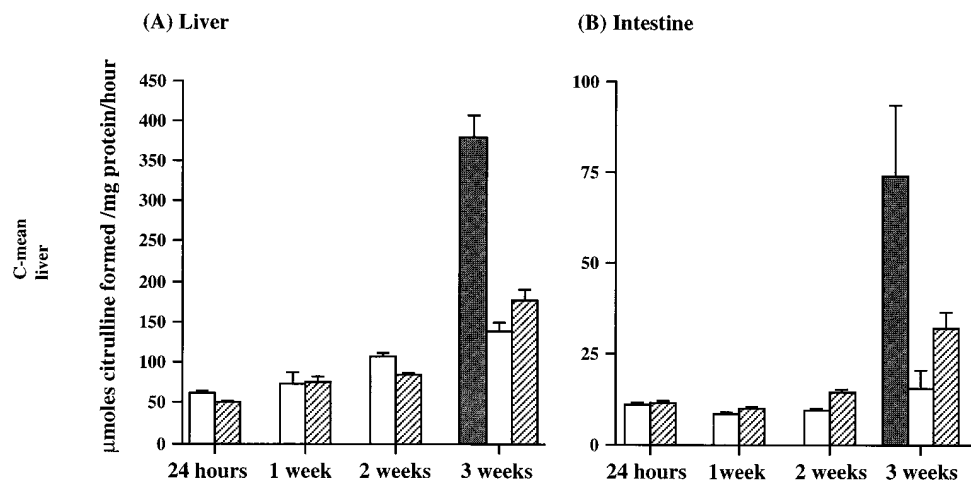 (A) Liver
(B) Intestine
C-mean
liver
μmoles citrulline formed /mg protein/hour
450
400
350
300
250
200
150
100
50
0
24 hours 1 week 2 weeks 3 weeks
100
75
50
25
0
24 hours 1week 2 weeks 3 weeks